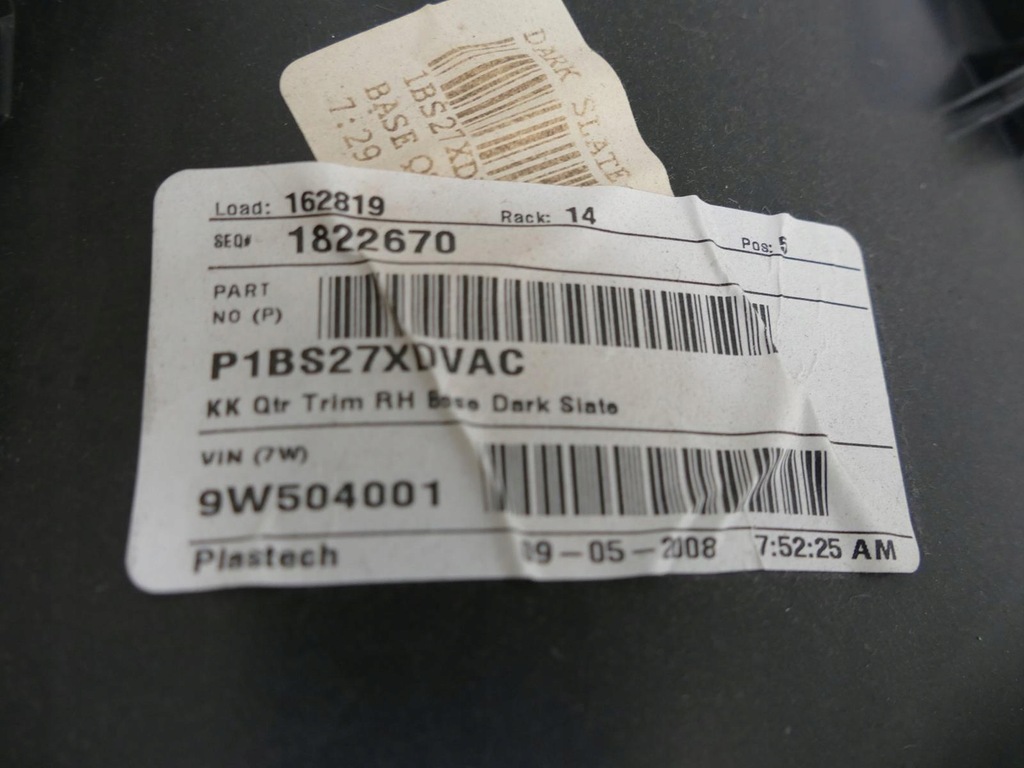 DARK SLATE
1BS27XD
BASE Q
7:29
Load: 162819 Rack: 14 Pos: 5
SEQ# 1822670
PART
NO (P)
P1BS27XDVAC
KK Qtr Trim RH Base Dark Slate
VIN (7W)
9W504001
Plastech 09-05-2008 7:52:25 AM